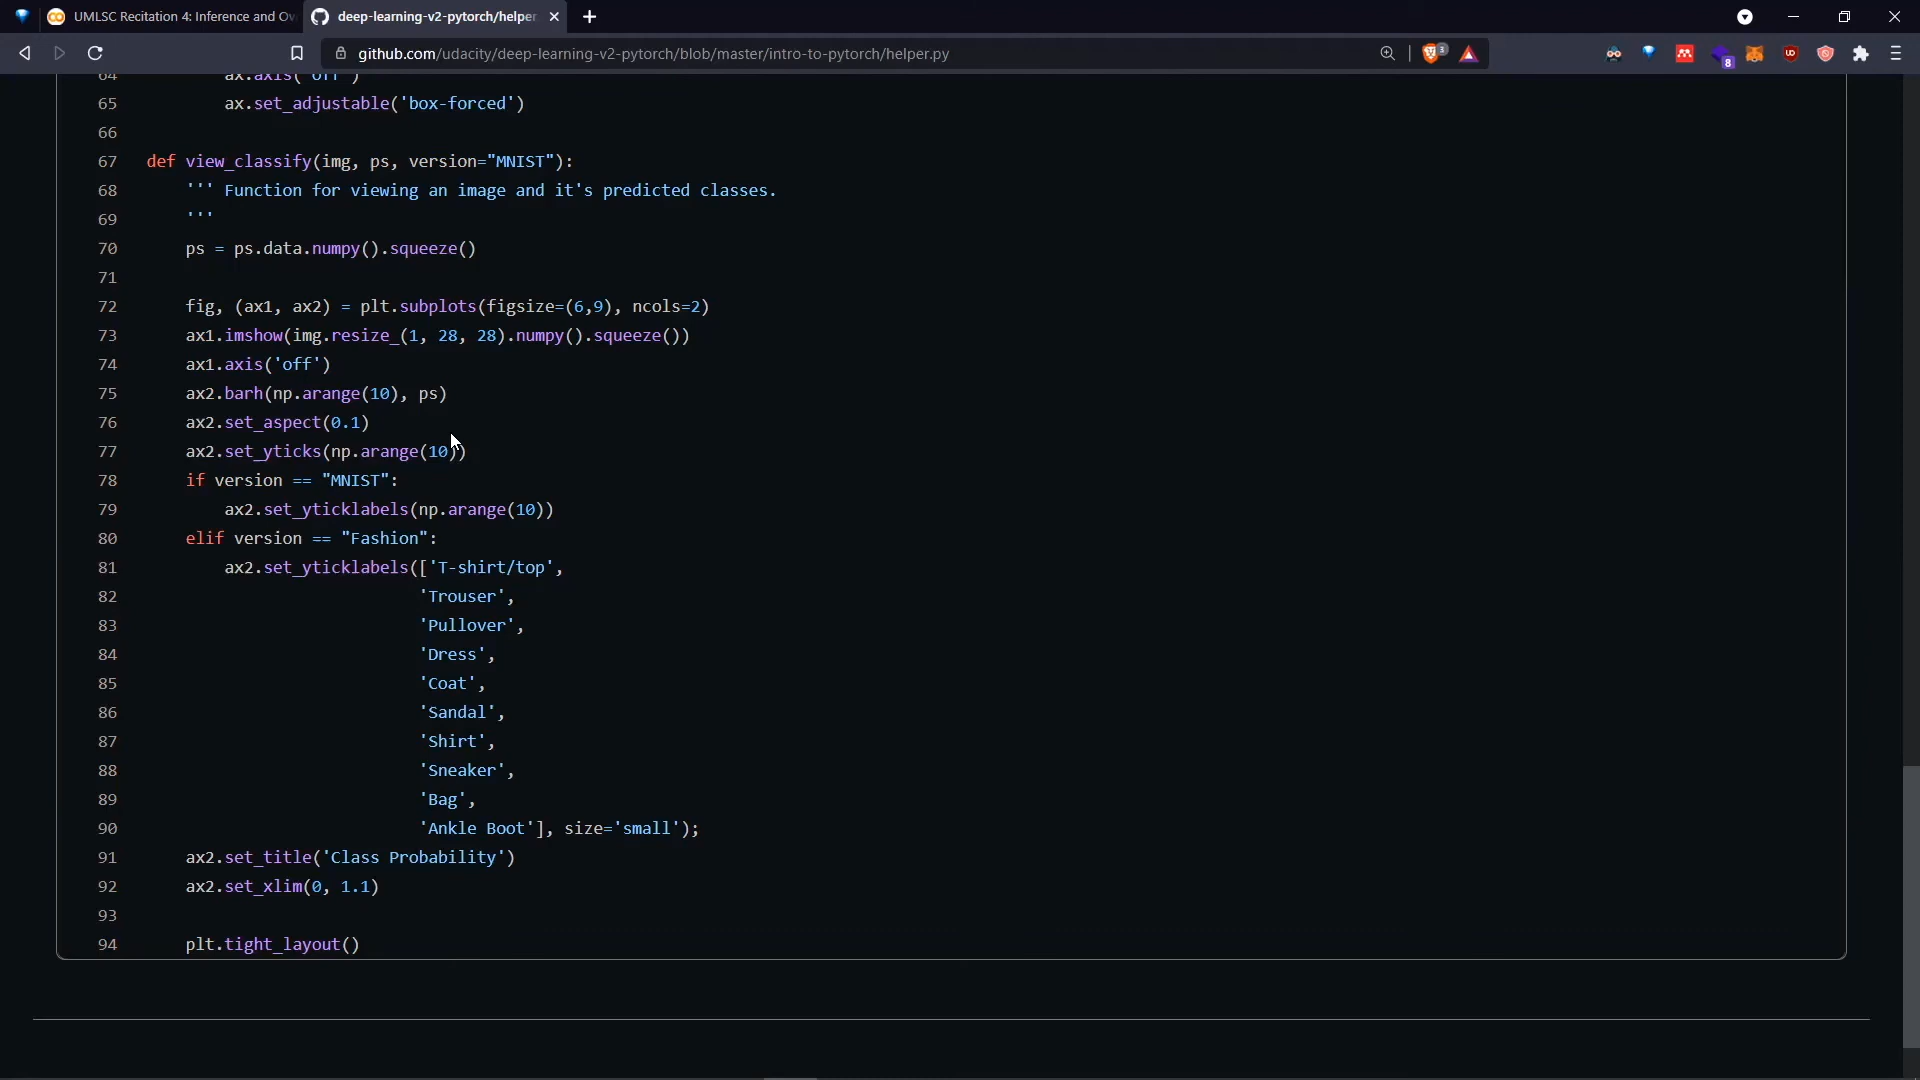 UMLSC Recitation 4: Inference and Ov
deep-learning-v2-pytorch/helper
github.com/udacity/deep-learning-v2-pytorch/blob/master/intro-to-pytorch/helper.py
3
8
64 ax.axis('off')
65 ax.set_adjustable('box-forced')
66
67 def view_classify(img, ps, version="MNIST"):
68 ''' Function for viewing an image and it's predicted classes.
69 '''
70 ps = ps.data.numpy().squeeze()
71
72 fig, (ax1, ax2) = plt.subplots(figsize=(6,9), ncols=2)
73 ax1.imshow(img.resize_(1, 28, 28).numpy().squeeze())
74 ax1.axis('off')
75 ax2.barh(np.arange(10), ps)
76 ax2.set_aspect(0.1)
77 ax2.set_yticks(np.arange(10))
78 if version == "MNIST":
79 ax2.set_yticklabels(np.arange(10))
80 elif version == "Fashion":
81 ax2.set_yticklabels(['T-shirt/top',
82 'Trouser',
83 'Pullover',
84 'Dress',
85 'Coat',
86 'Sandal',
87 'Shirt',
88 'Sneaker',
89 'Bag',
90 'Ankle Boot'], size='small');
91 ax2.set_title('Class Probability')
92 ax2.set_xlim(0, 1.1)
93
94 plt.tight_layout()